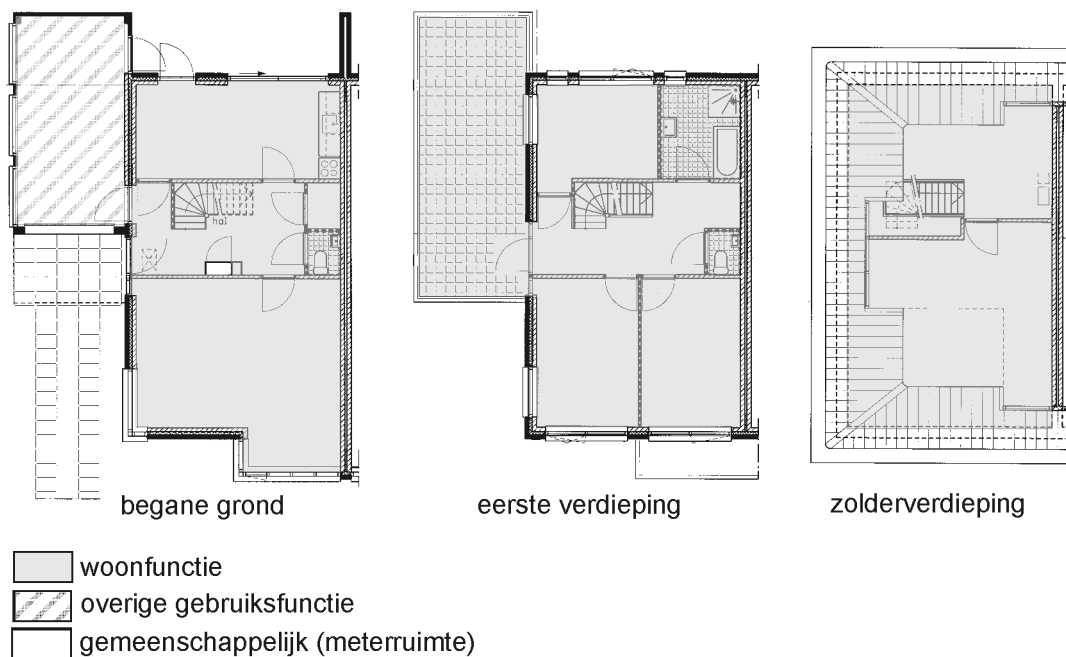 hal
begane grond
eerste verdieping
zolderverdieping
woonfunctie
overige gebruiksfunctie
gemeenschappelijk (meterruimte)